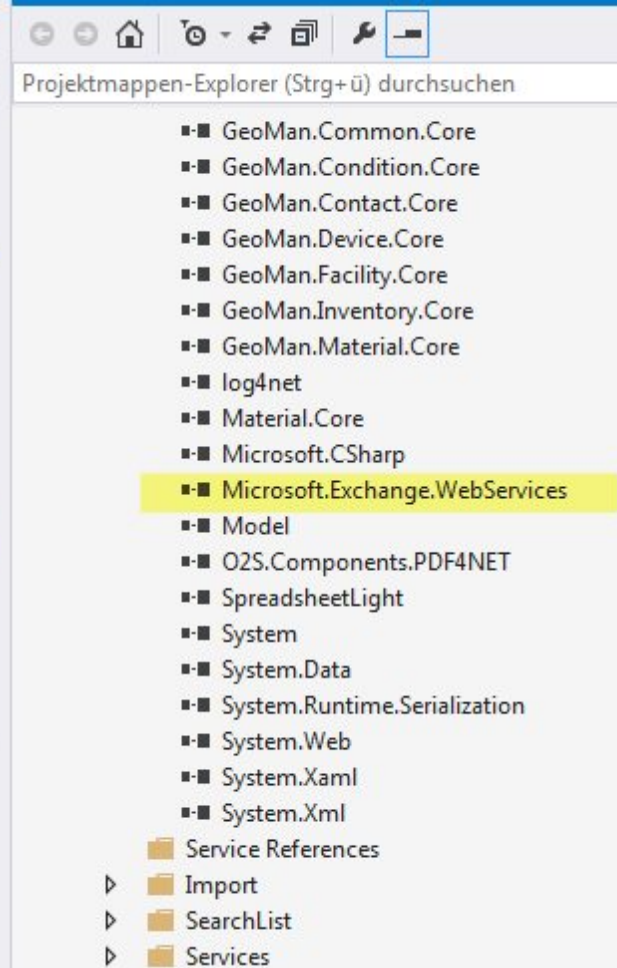 Projektmappen-Explorer (Strg+ü) durchsuchen
GeoMan.Common.Core
GeoMan.Condition.Core
GeoMan.Contact.Core
GeoMan.Device.Core
GeoMan.Facility.Core
GeoMan.Inventory.Core
GeoMan.Material.Core
log4net
Material.Core
Microsoft.CSharp
Microsoft.Exchange.WebServices
Model
O2S.Components.PDF4NET
SpreadsheetLight
System
System.Data
System.Runtime.Serialization
System.Web
System.Xaml
System.Xml
Service References
Import
SearchList
Services